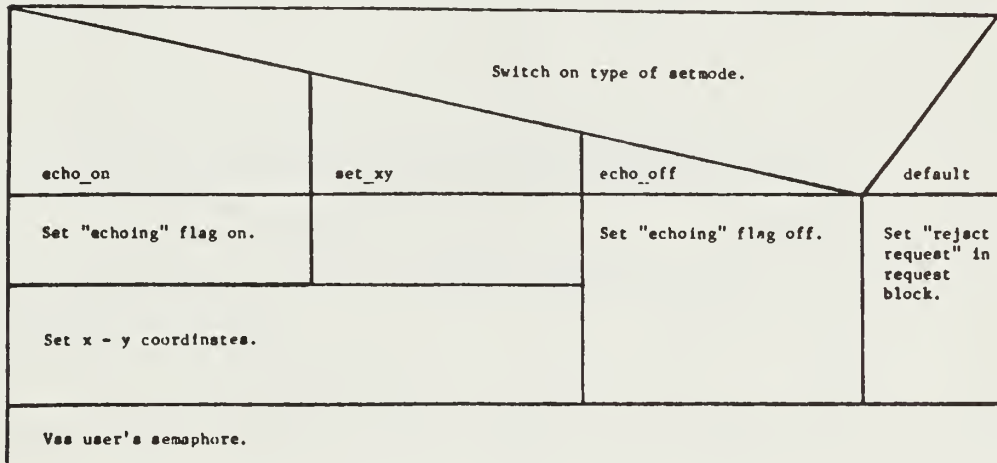 Switch on type of setmode.
echo_on
set_xy
echo_off
default
Set "echoing" flag on.
Set "echoing" flag off.
Set "reject
request" in
request
block.
Set x - y coordinates.
Vas user's semaphore.